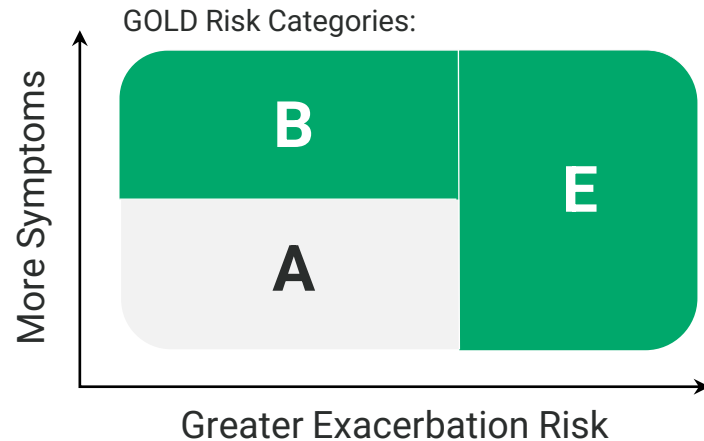 GOLD Risk Categories:
More Symptoms
B
E
A
Greater Exacerbation Risk